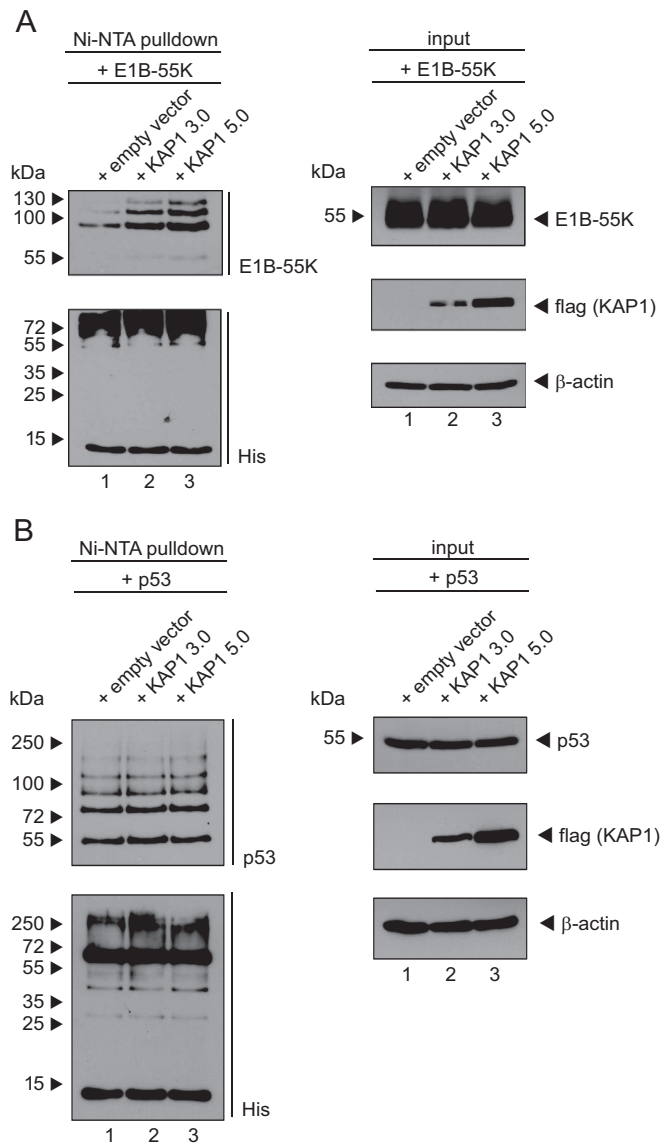 A
Ni-NTA pulldown
+ E1B-55K
+ empty vector
+ KAP1 3.0
+ KAP1 5.0
kDa
130
100
55
E1B-55K
72
55
35
25
15
His
1 2 3
input
+ E1B-55K
+ empty vector
+ KAP1 3.0
+ KAP1 5.0
kDa
55
E1B-55K
flag (KAP1)
β-actin
1 2 3
B
Ni-NTA pulldown
+ p53
+ empty vector
+ KAP1 3.0
+ KAP1 5.0
kDa
250
100
72
55
p53
250
72
55
35
25
15
His
1 2 3
input
+ p53
+ empty vector
+ KAP1 3.0
+ KAP1 5.0
kDa
55
p53
flag (KAP1)
β-actin
1 2 3